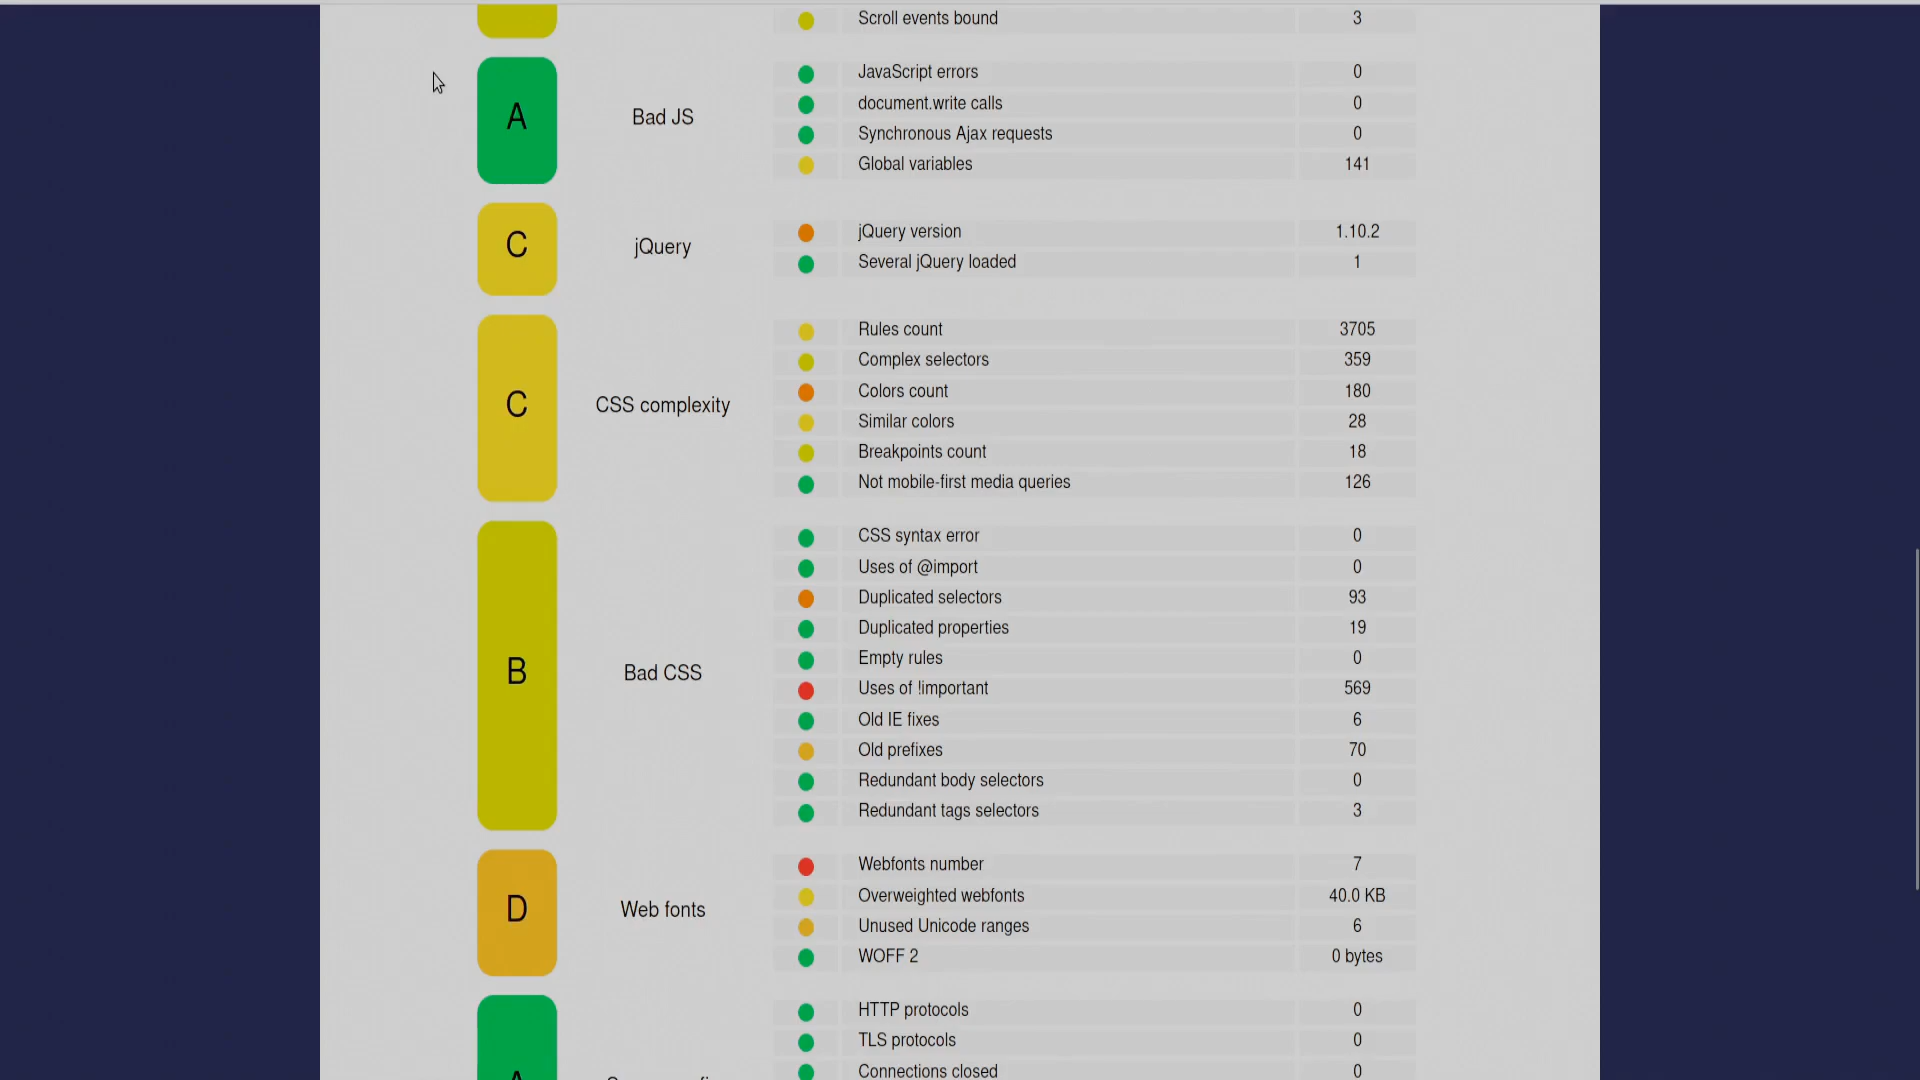 Scroll events bound 3
A Bad JS
JavaScript errors 0
document.write calls 0
Synchronous Ajax requests 0
Global variables 141
C jQuery
jQuery version 1.10.2
Several jQuery loaded 1
C CSS complexity
Rules count 3705
Complex selectors 359
Colors count 180
Similar colors 28
Breakpoints count 18
Not mobile-first media queries 126
B Bad CSS
CSS syntax error 0
Uses of @import 0
Duplicated selectors 93
Duplicated properties 19
Empty rules 0
Uses of !important 569
Old IE fixes 6
Old prefixes 70
Redundant body selectors 0
Redundant tags selectors 3
D Web fonts
Webfonts number 7
Overweighted webfonts 40.0 KB
Unused Unicode ranges 6
WOFF 2 0 bytes
HTTP protocols 0
TLS protocols 0
Connections closed 0
A